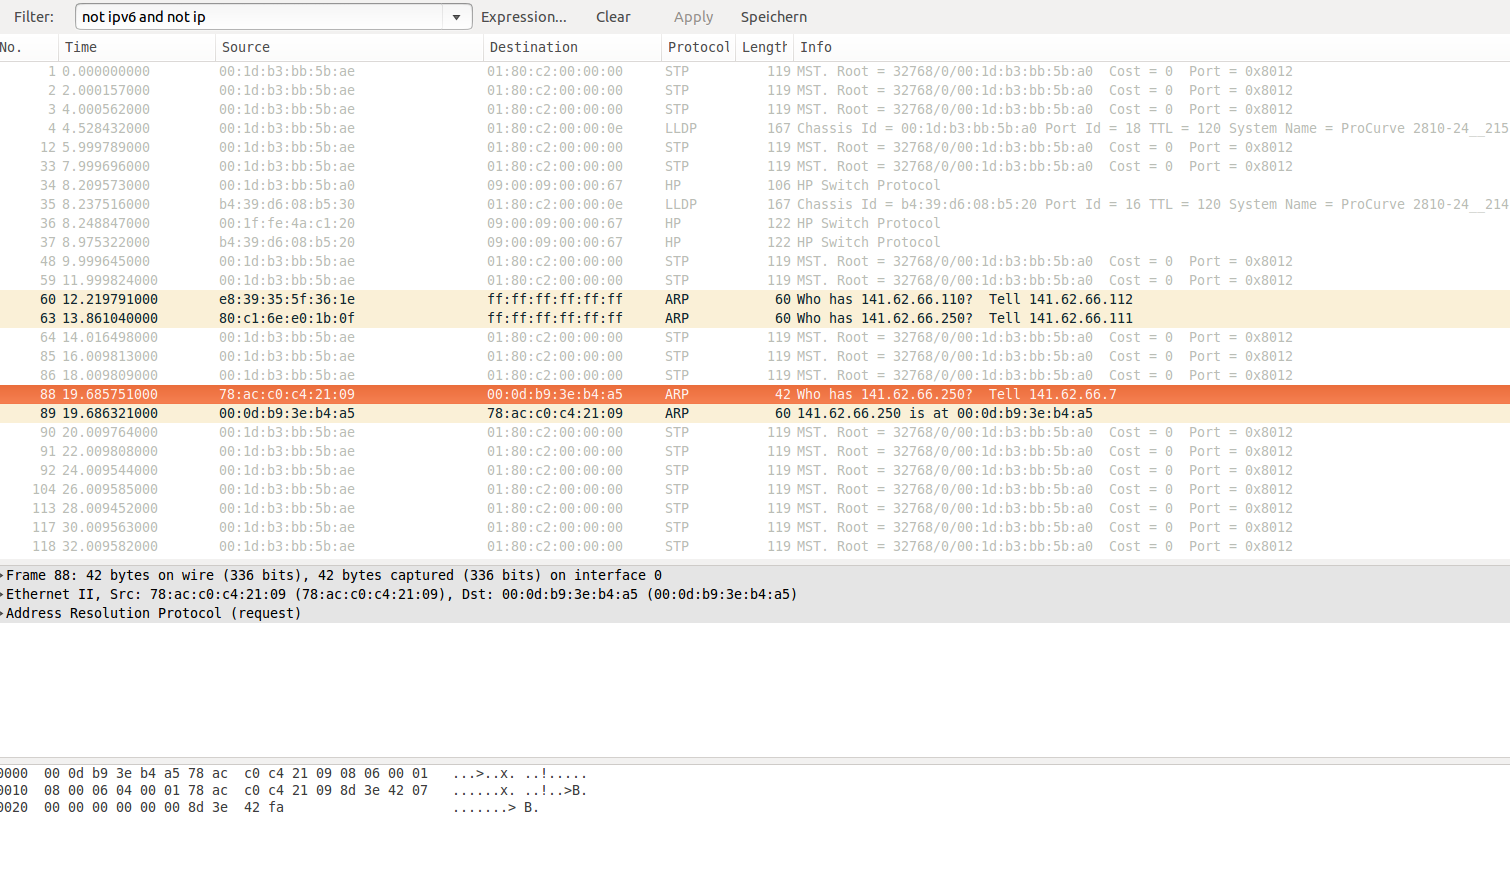 Filter: not ipv6 and not ip Expression... Clear Apply Speichern
No. Time Source Destination Protocol Length Info
1 0.000000000 00:1d:b3:bb:5b:ae 01:80:c2:00:00:00 STP 119 MST. Root = 32768/0/00:1d:b3:bb:5b:a0 Cost = 0 Port = 0x8012
2 2.000157000 00:1d:b3:bb:5b:ae 01:80:c2:00:00:00 STP 119 MST. Root = 32768/0/00:1d:b3:bb:5b:a0 Cost = 0 Port = 0x8012
3 4.000562000 00:1d:b3:bb:5b:ae 01:80:c2:00:00:00 STP 119 MST. Root = 32768/0/00:1d:b3:bb:5b:a0 Cost = 0 Port = 0x8012
4 4.528432000 00:1d:b3:bb:5b:ae 01:80:c2:00:00:0e LLDP 167 Chassis Id = 00:1d:b3:bb:5b:a0 Port Id = 18 TTL = 120 System Name = ProCurve 2810-24__215
12 5.999789000 00:1d:b3:bb:5b:ae 01:80:c2:00:00:00 STP 119 MST. Root = 32768/0/00:1d:b3:bb:5b:a0 Cost = 0 Port = 0x8012
33 7.999696000 00:1d:b3:bb:5b:ae 01:80:c2:00:00:00 STP 119 MST. Root = 32768/0/00:1d:b3:bb:5b:a0 Cost = 0 Port = 0x8012
34 8.209573000 00:1d:b3:bb:5b:a0 09:00:09:00:00:67 HP 106 HP Switch Protocol
35 8.237516000 b4:39:d6:08:b5:30 01:80:c2:00:00:0e LLDP 167 Chassis Id = b4:39:d6:08:b5:20 Port Id = 16 TTL = 120 System Name = ProCurve 2810-24__214
36 8.248847000 00:1f:fe:4a:c1:20 09:00:09:00:00:67 HP 122 HP Switch Protocol
37 8.975322000 b4:39:d6:08:b5:20 09:00:09:00:00:67 HP 122 HP Switch Protocol
48 9.999645000 00:1d:b3:bb:5b:ae 01:80:c2:00:00:00 STP 119 MST. Root = 32768/0/00:1d:b3:bb:5b:a0 Cost = 0 Port = 0x8012
59 11.999824000 00:1d:b3:bb:5b:ae 01:80:c2:00:00:00 STP 119 MST. Root = 32768/0/00:1d:b3:bb:5b:a0 Cost = 0 Port = 0x8012
60 12.219791000 e8:39:35:5f:36:1e ff:ff:ff:ff:ff:ff ARP 60 Who has 141.62.66.110? Tell 141.62.66.112
63 13.861040000 80:c1:6e:e0:1b:0f ff:ff:ff:ff:ff:ff ARP 60 Who has 141.62.66.250? Tell 141.62.66.111
64 14.016498000 00:1d:b3:bb:5b:ae 01:80:c2:00:00:00 STP 119 MST. Root = 32768/0/00:1d:b3:bb:5b:a0 Cost = 0 Port = 0x8012
85 16.009813000 00:1d:b3:bb:5b:ae 01:80:c2:00:00:00 STP 119 MST. Root = 32768/0/00:1d:b3:bb:5b:a0 Cost = 0 Port = 0x8012
86 18.009809000 00:1d:b3:bb:5b:ae 01:80:c2:00:00:00 STP 119 MST. Root = 32768/0/00:1d:b3:bb:5b:a0 Cost = 0 Port = 0x8012
88 19.685751000 78:ac:c0:c4:21:09 00:0d:b9:3e:b4:a5 ARP 42 Who has 141.62.66.250? Tell 141.62.66.7
89 19.686321000 00:0d:b9:3e:b4:a5 78:ac:c0:c4:21:09 ARP 60 141.62.66.250 is at 00:0d:b9:3e:b4:a5
90 20.009764000 00:1d:b3:bb:5b:ae 01:80:c2:00:00:00 STP 119 MST. Root = 32768/0/00:1d:b3:bb:5b:a0 Cost = 0 Port = 0x8012
91 22.009808000 00:1d:b3:bb:5b:ae 01:80:c2:00:00:00 STP 119 MST. Root = 32768/0/00:1d:b3:bb:5b:a0 Cost = 0 Port = 0x8012
92 24.009544000 00:1d:b3:bb:5b:ae 01:80:c2:00:00:00 STP 119 MST. Root = 32768/0/00:1d:b3:bb:5b:a0 Cost = 0 Port = 0x8012
104 26.009585000 00:1d:b3:bb:5b:ae 01:80:c2:00:00:00 STP 119 MST. Root = 32768/0/00:1d:b3:bb:5b:a0 Cost = 0 Port = 0x8012
113 28.009452000 00:1d:b3:bb:5b:ae 01:80:c2:00:00:00 STP 119 MST. Root = 32768/0/00:1d:b3:bb:5b:a0 Cost = 0 Port = 0x8012
117 30.009563000 00:1d:b3:bb:5b:ae 01:80:c2:00:00:00 STP 119 MST. Root = 32768/0/00:1d:b3:bb:5b:a0 Cost = 0 Port = 0x8012
118 32.009582000 00:1d:b3:bb:5b:ae 01:80:c2:00:00:00 STP 119 MST. Root = 32768/0/00:1d:b3:bb:5b:a0 Cost = 0 Port = 0x8012
Frame 88: 42 bytes on wire (336 bits), 42 bytes captured (336 bits) on interface 0
Ethernet II, Src: 78:ac:c0:c4:21:09 (78:ac:c0:c4:21:09), Dst: 00:0d:b9:3e:b4:a5 (00:0d:b9:3e:b4:a5)
Address Resolution Protocol (request)
0000 00 0d b9 3e b4 a5 78 ac c0 c4 21 09 08 06 00 01 ...>..x. ..!.....
0010 08 00 06 04 00 01 78 ac c0 c4 21 09 8d 3e 42 07 ......x. ..!..>B.
0020 00 00 00 00 00 00 8d 3e 42 fa .......> B.